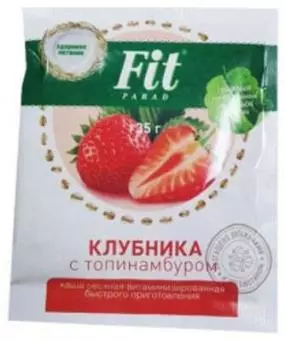 здоровое
питание
Fit
PARAD
35 г
КЛУБНИКА
с топинамбуром
каша овсяная витаминизированная
быстрого приготовления